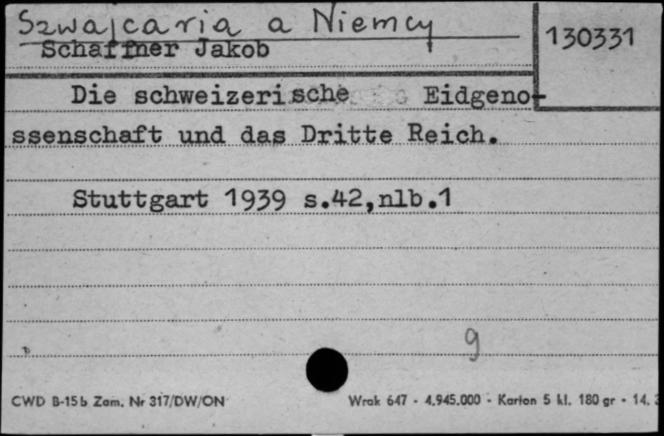 Szwajcaria a Niemcy
130331
Schaffner Jakob
Die schweizerische Eidgeno-
ssenschaft und das Dritte Reich.
Stuttgart 1939 s.42,nlb.1
9
CWD B-15b Zam. Nr 317/DW/ON
Wrak 647 - 4.945.000 - Karton 5 kl. 180 gr - 14.